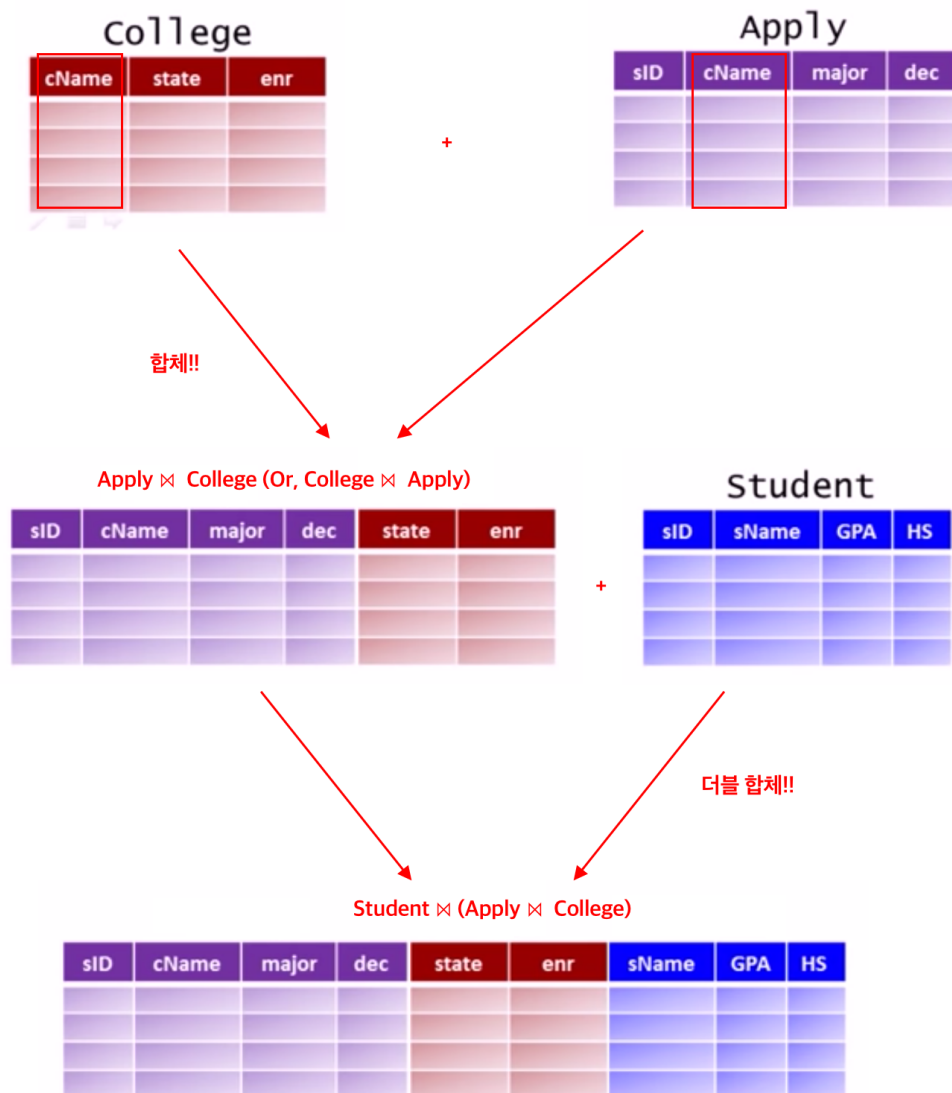 College
Apply
cName state enr
sID cName major dec
+
합체!!
Apply ⋈ College (Or, College ⋈ Apply)
Student
sID cName major dec state enr
+
sID sName GPA HS
더블 합체!!
Student ⋈ (Apply ⋈ College)
sID cName major dec state enr sName GPA HS